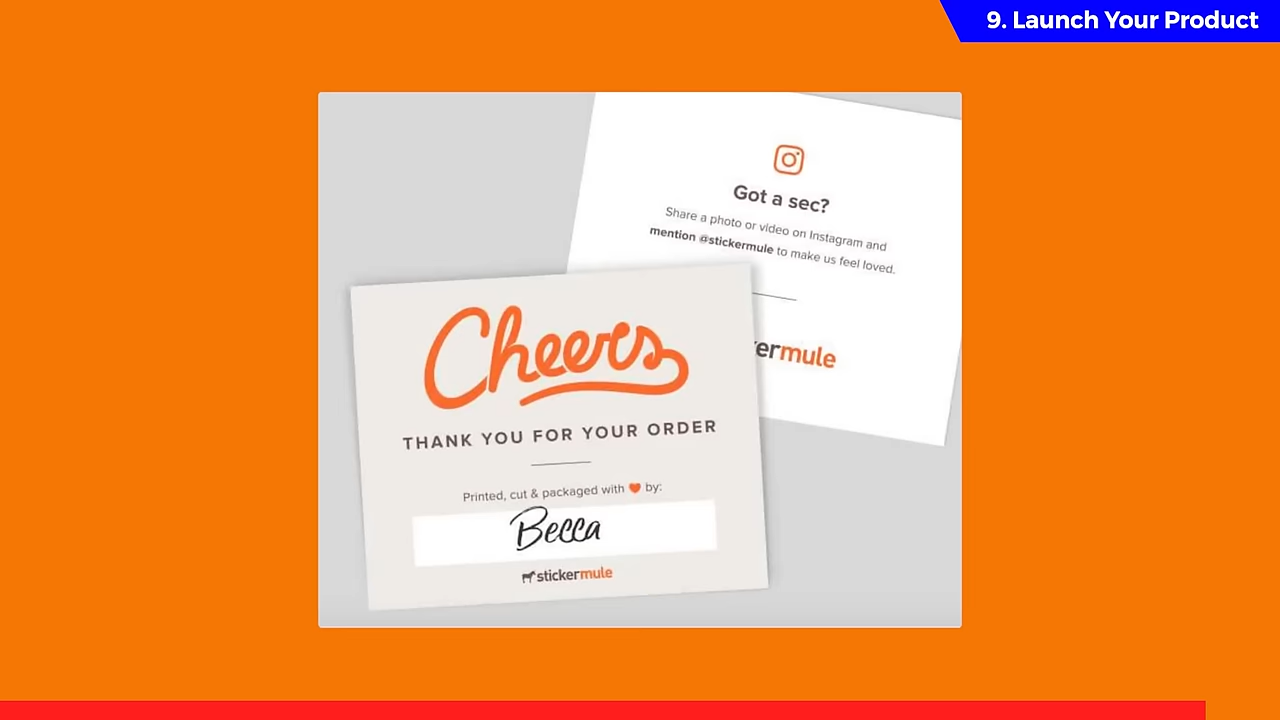 9. Launch Your Product
Got a sec?
Share a photo or video on Instagram and
mention @stickermule to make us feel loved.
kermule
Cheers
THANK YOU FOR YOUR ORDER
Printed, cut & packaged with by:
Becca
stickermule